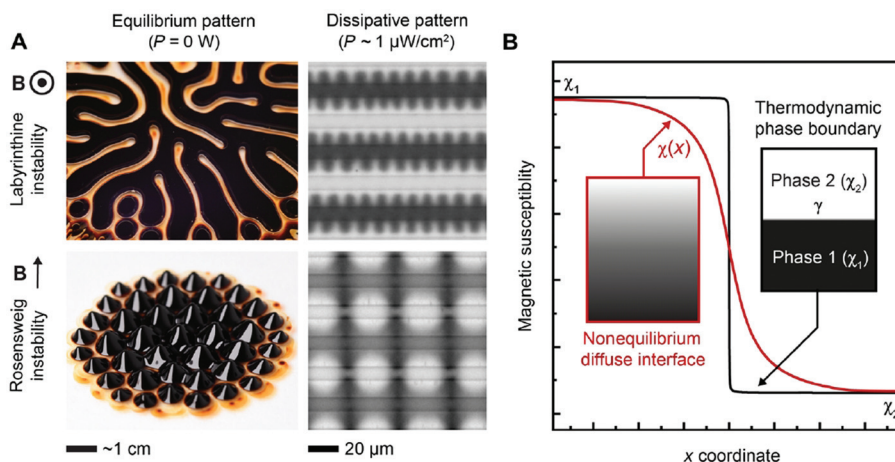 A
Equilibrium pattern
(P = 0 W)
Dissipative pattern
(P ~ 1 μW/cm²)
B
Labyrinthine
instability
B
Rosensweig
instability
~1 cm
20 μm
B
Magnetic susceptiblity
χ₁
χ(x)
Nonequilibrium
diffuse interface
Thermodynamic
phase boundary
Phase 2 (χ₂)
γ
Phase 1 (χ₁)
χ₂
x coordinate